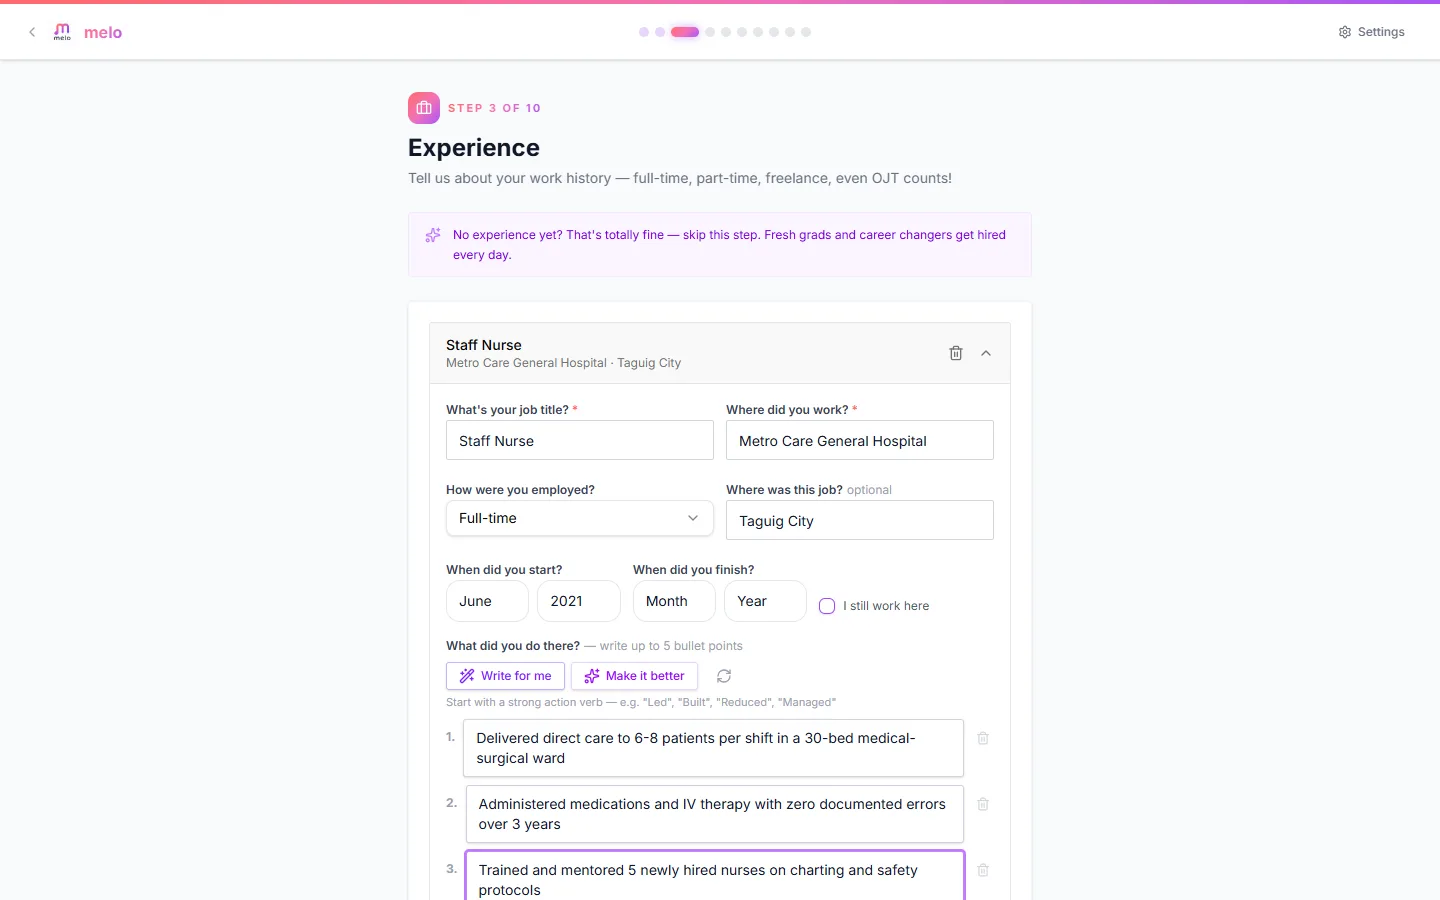 melo
melo
Settings
STEP 3 OF 10
Experience
Tell us about your work history — full-time, part-time, freelance, even OJT counts!
No experience yet? That's totally fine — skip this step. Fresh grads and career changers get hired
every day.
Staff Nurse
Metro Care General Hospital · Taguig City
What's your job title? *
Where did you work? *
Staff Nurse
Metro Care General Hospital
How were you employed?
Where was this job? optional
Full-time
Taguig City
When did you start?
When did you finish?
June
2021
Month
Year
I still work here
What did you do there? — write up to 5 bullet points
Write for me
Make it better
Start with a strong action verb — e.g. "Led", "Built", "Reduced", "Managed"
1.
Delivered direct care to 6-8 patients per shift in a 30-bed medical-
surgical ward
2.
Administered medications and IV therapy with zero documented errors
over 3 years
3.
Trained and mentored 5 newly hired nurses on charting and safety
protocols